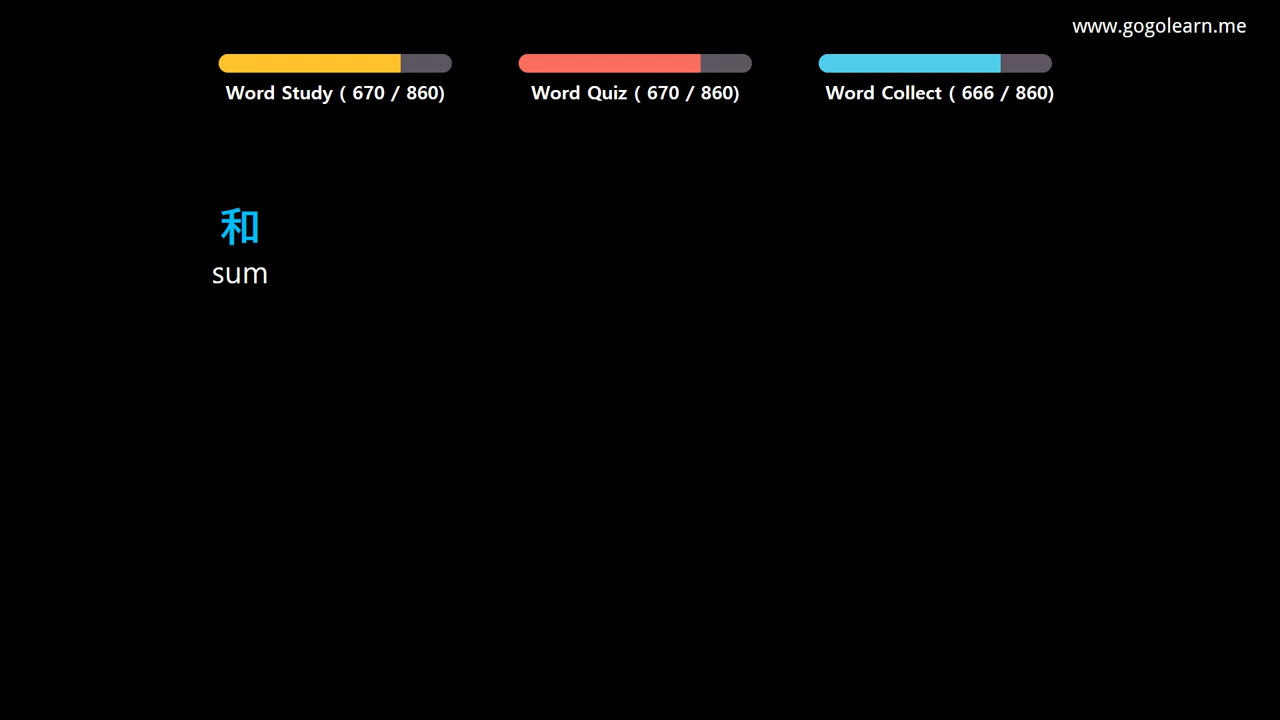 www.gogolearn.me
Word Study ( 670 / 860)
Word Quiz ( 670 / 860)
Word Collect ( 666 / 860)
和
sum